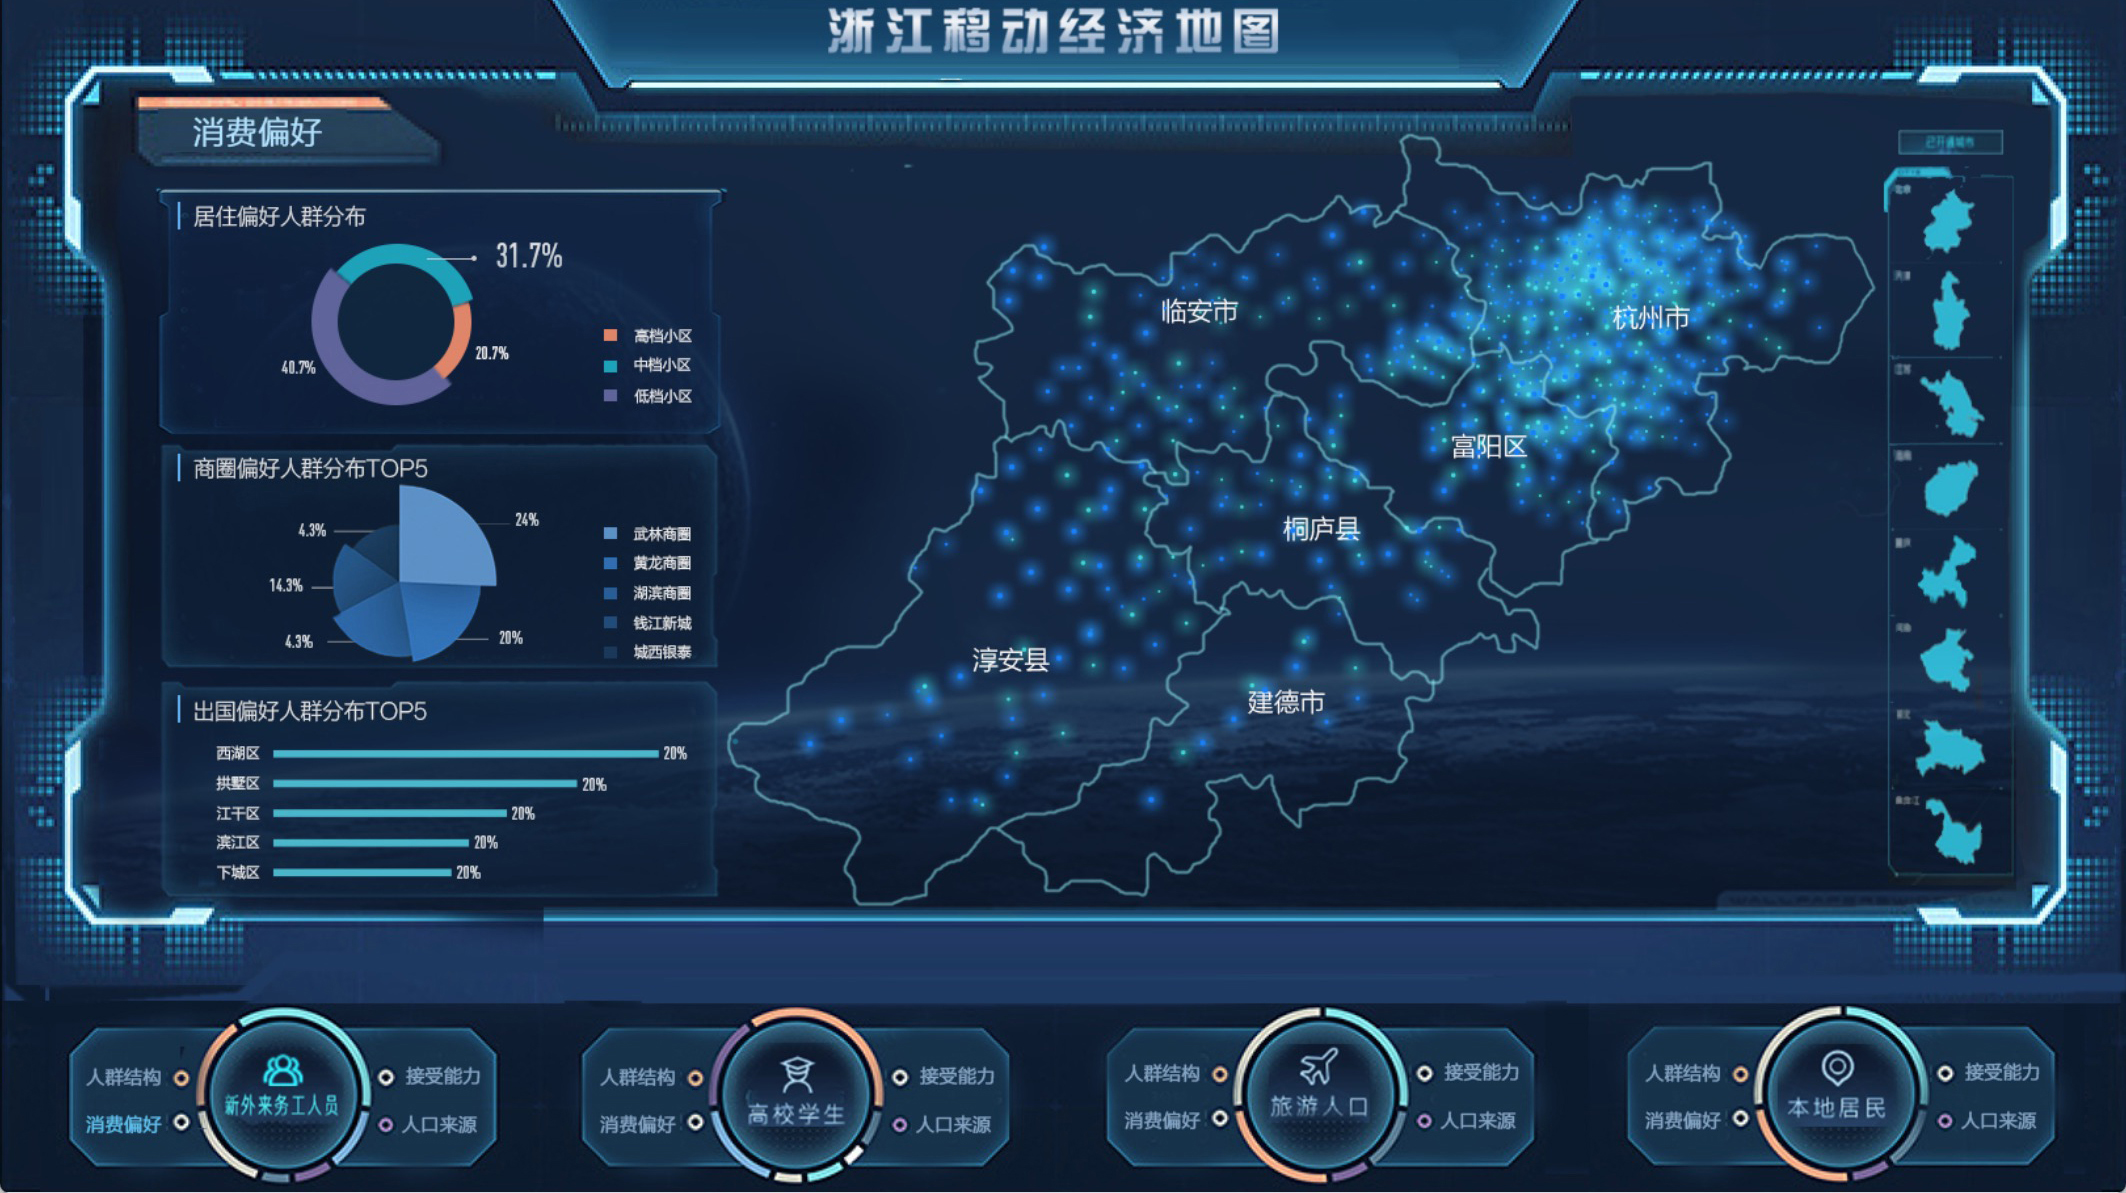 浙江移动经济地图
消费偏好
居住偏好人群分布
31.7%
20.7%
40.7%
高档小区
中档小区
低档小区
商圈偏好人群分布TOP5
24%
4.3%
14.3%
4.3%
20%
武林商圈
黄龙商圈
湖滨商圈
钱江新城
城西银泰
出国偏好人群分布TOP5
西湖区 20%
拱墅区 20%
江干区 20%
滨江区 20%
下城区 20%
临安市
杭州市
富阳区
桐庐县
淳安县
建德市
已开通城市
人群结构
消费偏好
新外来务工人员
接受能力
人口来源
人群结构
消费偏好
高校学生
接受能力
人口来源
人群结构
消费偏好
旅游人口
接受能力
人口来源
人群结构
消费偏好
本地居民
接受能力
人口来源